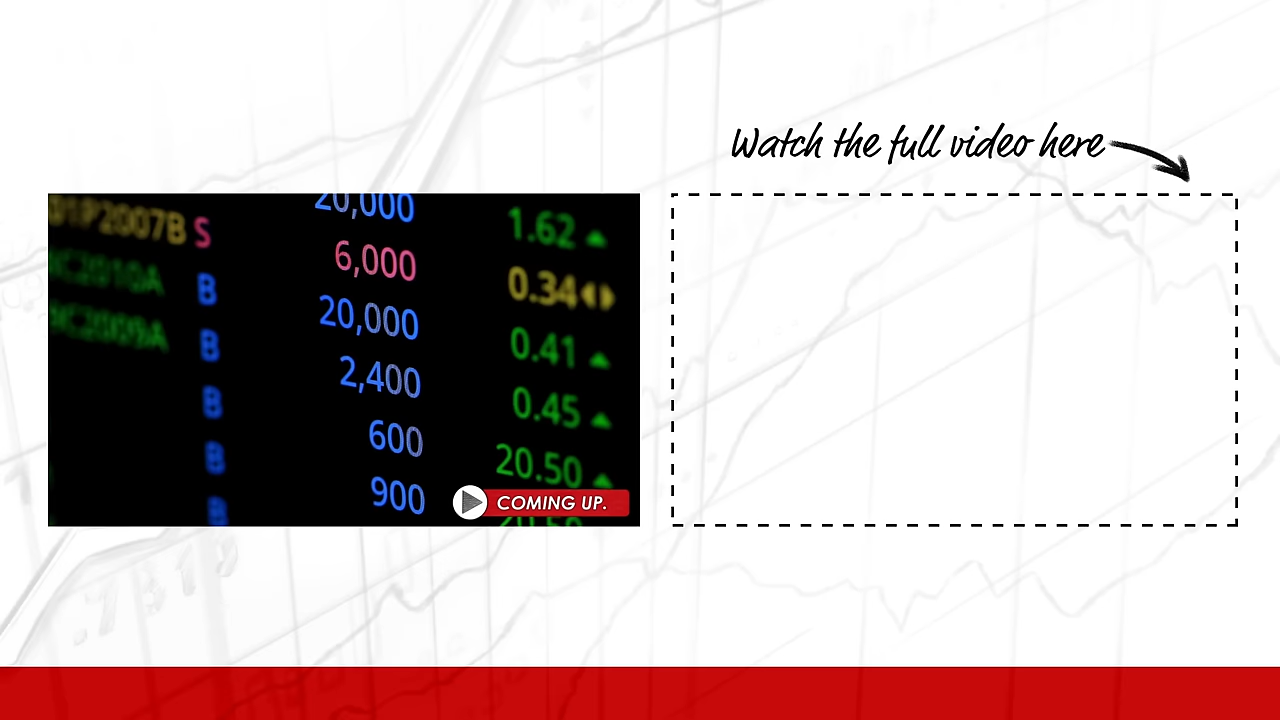 Watch the full video here
20,000 1.62
01P2007B S 6,000 0.34
B 20,000 0.41
B 2,400 0.45
B 600 20.50
B 900
B
COMING UP.